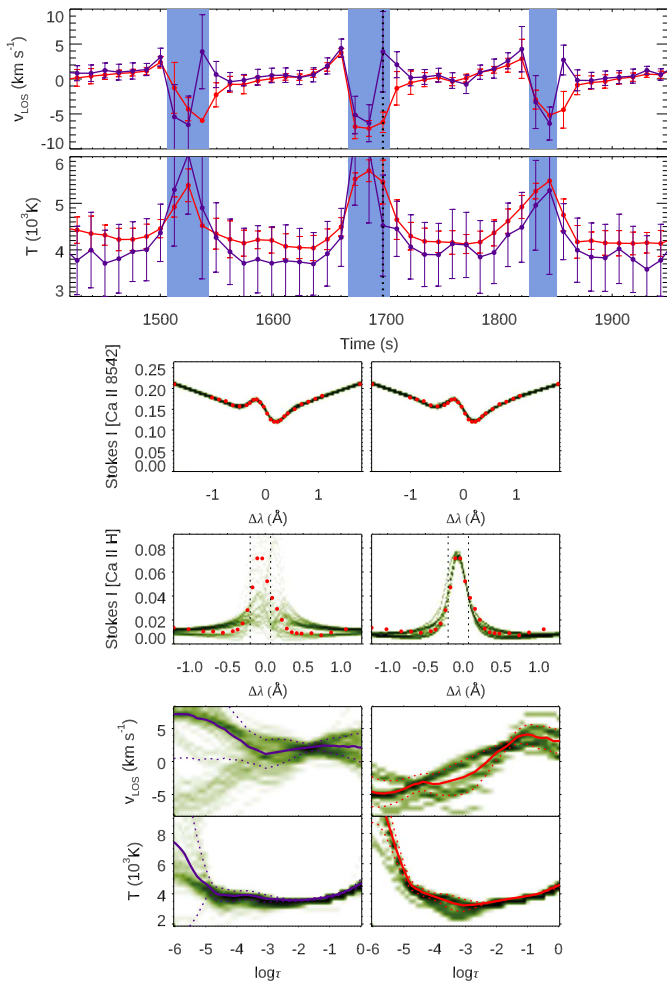 10
5
0
-5
-10
v_LOS (km s⁻¹)
6
5
4
3
T (10³K)
1500 1600 1700 1800 1900
Time (s)
0.25
0.20
0.15
0.10
0.05
0.00
Stokes I [Ca II 8542]
-1 0 1 -1 0 1
Δλ (Å) Δλ (Å)
0.08
0.06
0.04
0.02
0.00
Stokes I [Ca II H]
-1.0 -0.5 0.0 0.5 1.0 -1.0 -0.5 0.0 0.5 1.0
Δλ (Å) Δλ (Å)
5
0
-5
v_LOS (km s⁻¹)
8
6
4
2
T (10³K)
-6 -5 -4 -3 -2 -1 0 -6 -5 -4 -3 -2 -1 0
logτ logτ